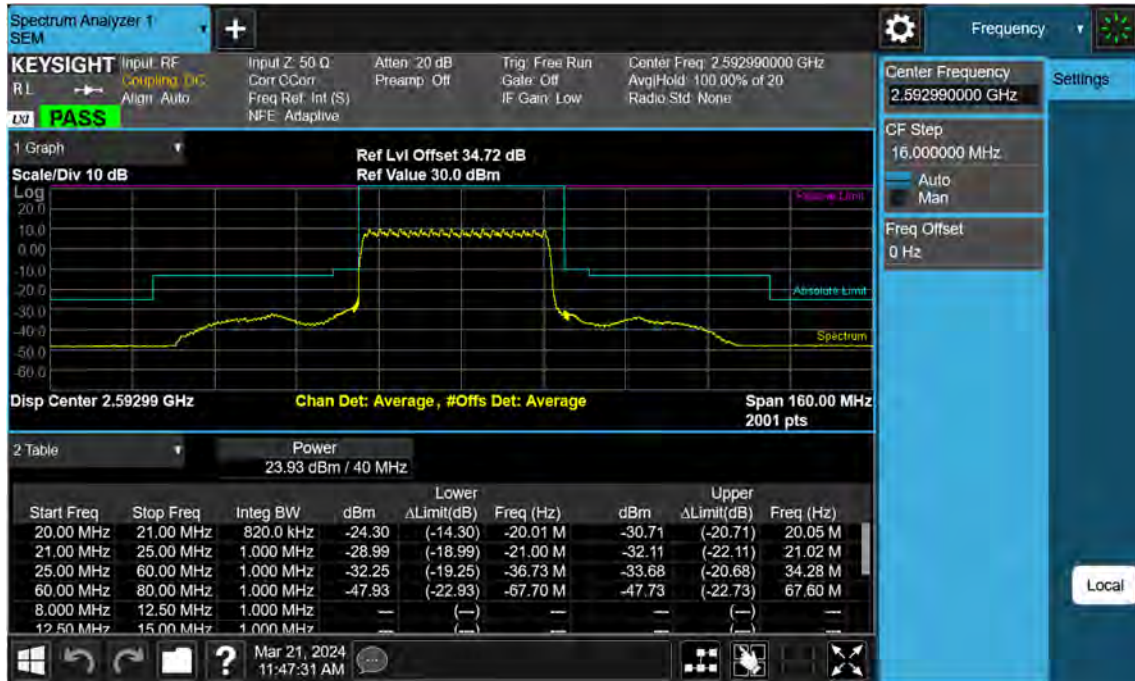 Spectrum Analyzer 1
SEM
Frequency
KEYSIGHT
Input: RF
Coupling: DC
Align: Auto
Input Z: 50 Ω
Corr CCorr
Freq Ref: Int (S)
NFE: Adaptive
Atten: 20 dB
Preamp: Off
Trig: Free Run
Gate: Off
IF Gain: Low
Center Freq: 2.592990000 GHz
Avg|Hold: 100.00% of 20
Radio Std: None
R L
LXI
PASS
Center Frequency
2.592990000 GHz
Settings
CF Step
16.000000 MHz
Auto
Man
Freq Offset
0 Hz
1 Graph
Ref Lvl Offset 34.72 dB
Scale/Div 10 dB
Ref Value 30.0 dBm
Log
20.0
10.0
0.00
-10.0
-20.0
-30.0
-40.0
-50.0
-60.0
Relative Limit
Absolute Limit
Spectrum
Disp Center 2.59299 GHz
Chan Det: Average, #Offs Det: Average
Span 160.00 MHz
2001 pts
2 Table
Power
23.93 dBm / 40 MHz
Lower Upper
Start Freq Stop Freq Integ BW dBm ΔLimit(dB) Freq (Hz) dBm ΔLimit(dB) Freq (Hz)
20.00 MHz 21.00 MHz 820.0 kHz -24.30 (-14.30) -20.01 M -30.71 (-20.71) 20.05 M
21.00 MHz 25.00 MHz 1.000 MHz -28.99 (-18.99) -21.00 M -32.11 (-22.11) 21.02 M
25.00 MHz 60.00 MHz 1.000 MHz -32.25 (-19.25) -36.73 M -33.68 (-20.68) 34.28 M
60.00 MHz 80.00 MHz 1.000 MHz -47.93 (-22.93) -67.70 M -47.73 (-22.73) 67.60 M
8.000 MHz 12.50 MHz 1.000 MHz --- (---) --- --- (---) ---
12.50 MHz 15.00 MHz 1.000 MHz --- (---) --- --- (---) ---
Local
?
Mar 21, 2024
11:47:31 AM